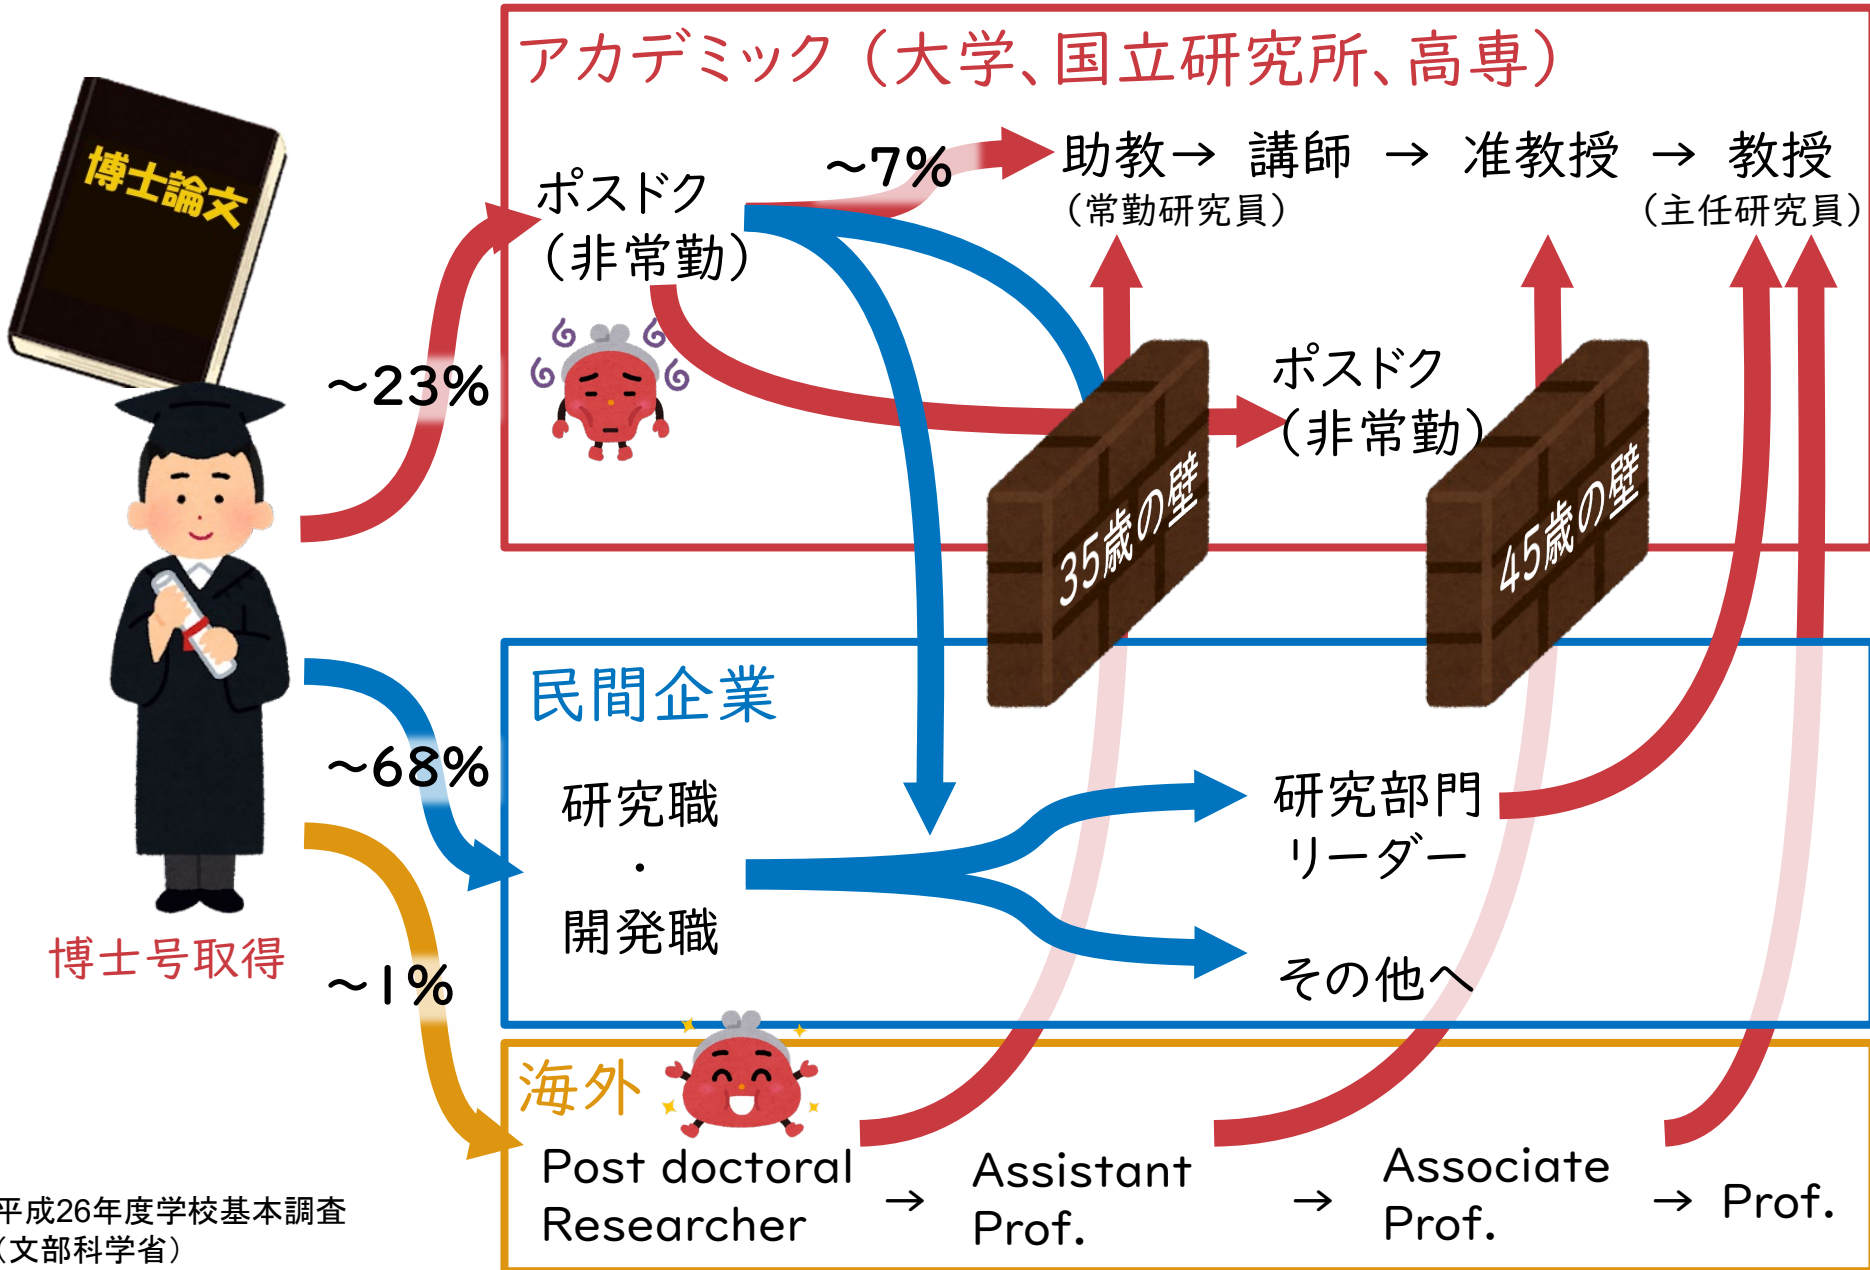 アカデミック（大学、国立研究所、高専）
博士論文
ポスドク
（非常勤）
~7%
助教→ 講師 → 准教授 → 教授
（常勤研究員）
（主任研究員）
~23%
ポスドク
（非常勤）
35歳の壁
45歳の壁
民間企業
~68%
研究職
・
開発職
研究部門
リーダー
その他へ
博士号取得
~1%
海外
Post doctoral
Researcher
→
Assistant
Prof.
→
Associate
Prof.
→ Prof.
平成26年度学校基本調査
（文部科学省）